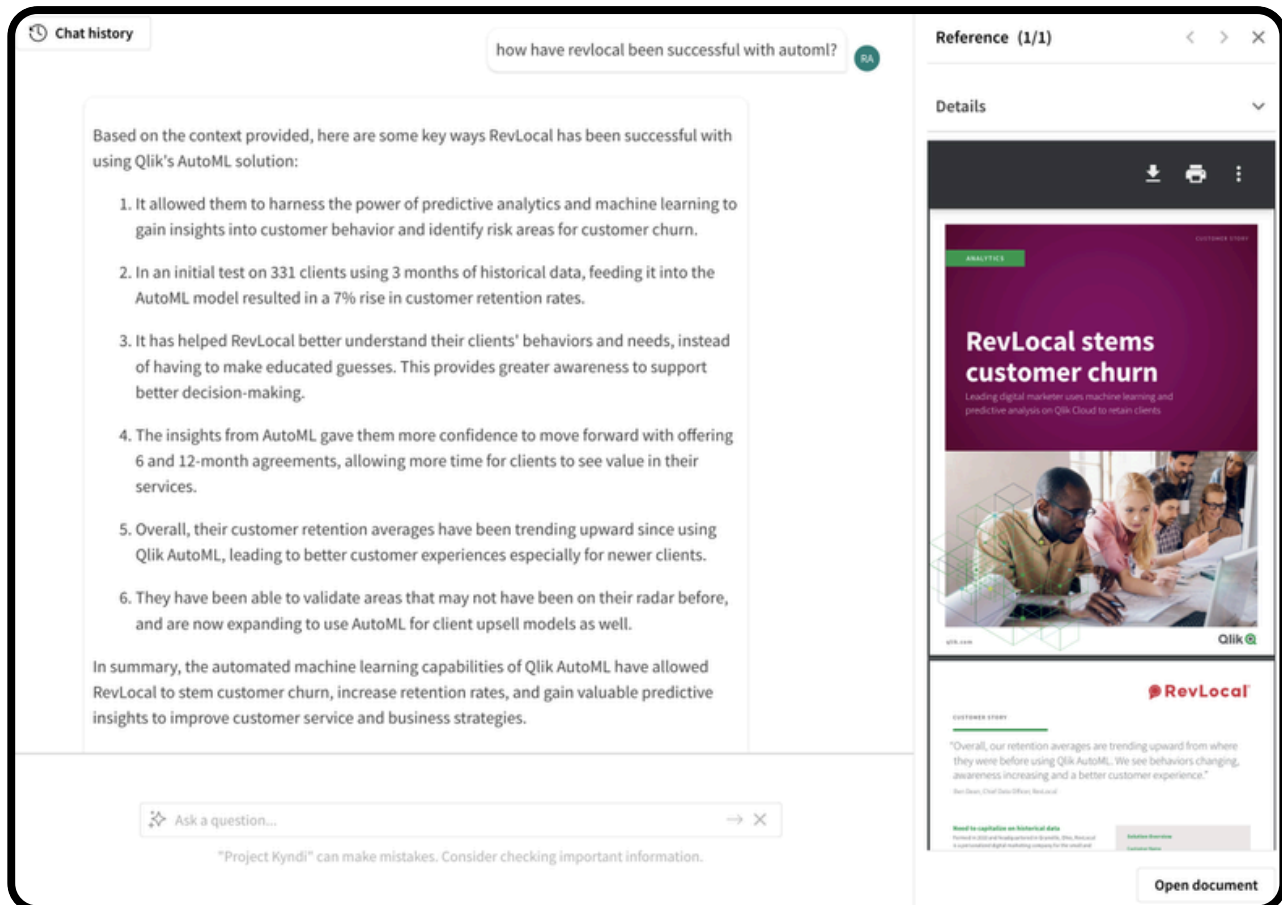 Chat history
how have revlocal been successful with automl?
RA
Based on the context provided, here are some key ways RevLocal has been successful with
using Qlik's AutoML solution:
1. It allowed them to harness the power of predictive analytics and machine learning to
gain insights into customer behavior and identify risk areas for customer churn.
2. In an initial test on 331 clients using 3 months of historical data, feeding it into the
AutoML model resulted in a 7% rise in customer retention rates.
3. It has helped RevLocal better understand their clients' behaviors and needs, instead
of having to make educated guesses. This provides greater awareness to support
better decision-making.
4. The insights from AutoML gave them more confidence to move forward with offering
6 and 12-month agreements, allowing more time for clients to see value in their
services.
5. Overall, their customer retention averages have been trending upward since using
Qlik AutoML, leading to better customer experiences especially for newer clients.
6. They have been able to validate areas that may not have been on their radar before,
and are now expanding to use AutoML for client upsell models as well.
In summary, the automated machine learning capabilities of Qlik AutoML have allowed
RevLocal to stem customer churn, increase retention rates, and gain valuable predictive
insights to improve customer service and business strategies.
Ask a question...
"Project Kyndi" can make mistakes. Consider checking important information.
Reference (1/1)
Details
CUSTOMER STORY
ANALYTICS
RevLocal stems
customer churn
Leading digital marketer uses machine learning and
predictive analysis on Qlik Cloud to retain clients
qlik.com
Qlik
RevLocal
CUSTOMER STORY
"Overall, our retention averages are trending upward from where
they were before using Qlik AutoML. We see behaviors changing,
awareness increasing and a better customer experience."
Chief Data Officer, RevLocal
Need to capitalize on historical data
is a personalized digital marketing company for the small and
Solution Overview
Customer Name
Open document